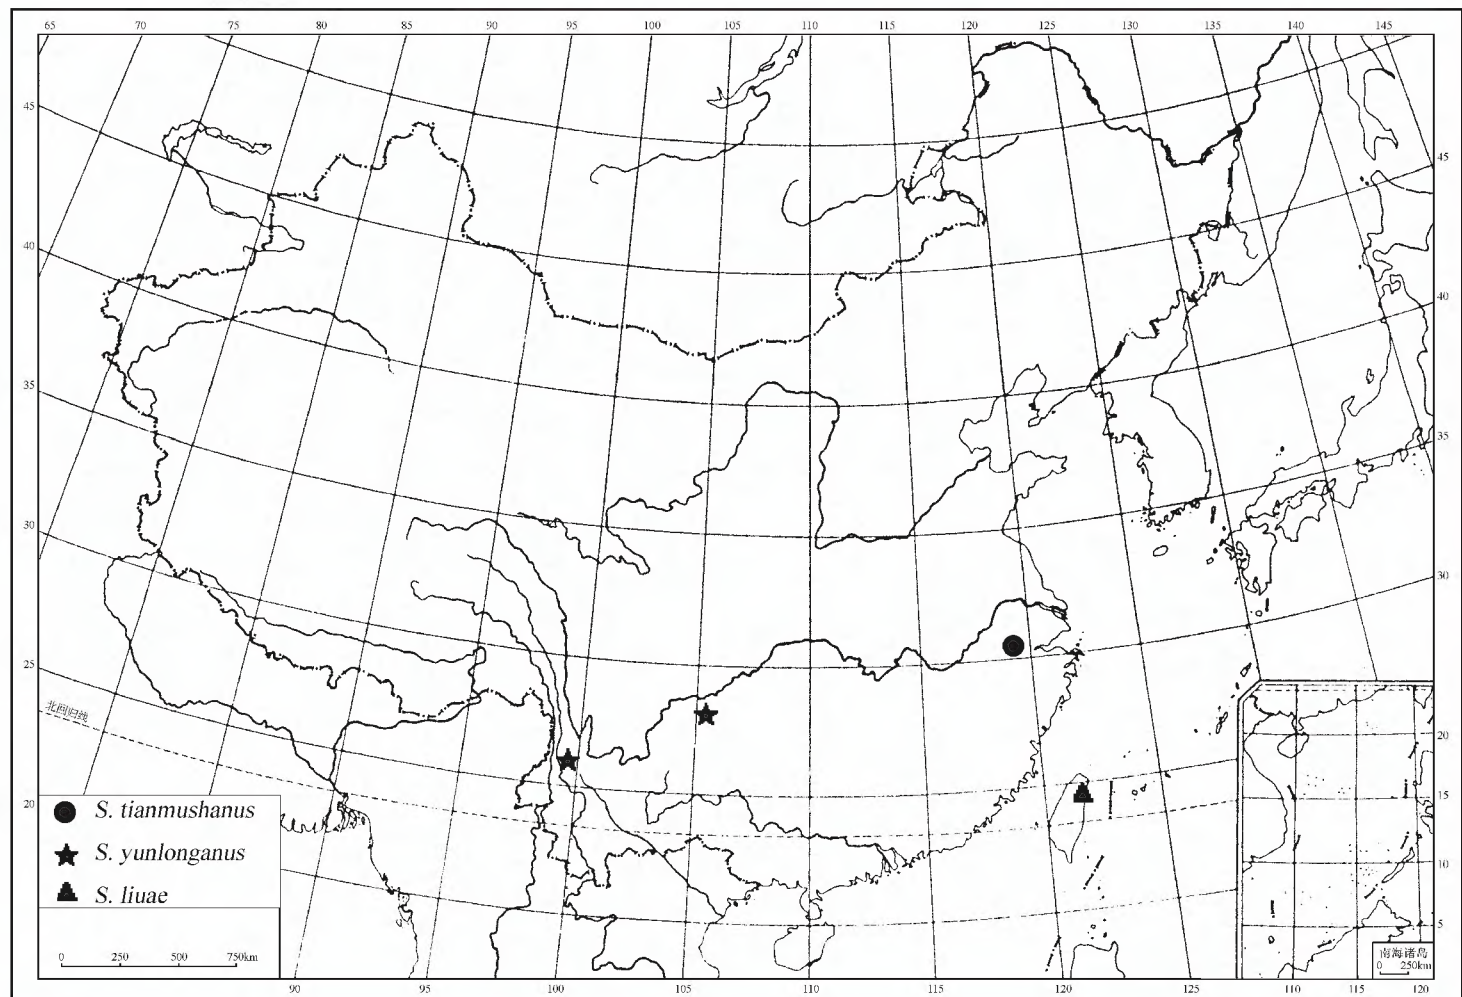 65 70 75 80 85 90 95 100 105 110 115 120 125 130 135 140 145
45
45
40
40
35
35
30
30
25
北回归线
20
20
S. tianmushanus
15
S. yunlonganus
10
S. liuae
5
0 250 500 750km
南海诸岛
0 250km
90 95 100 105 110 115 120 125 110 115 120